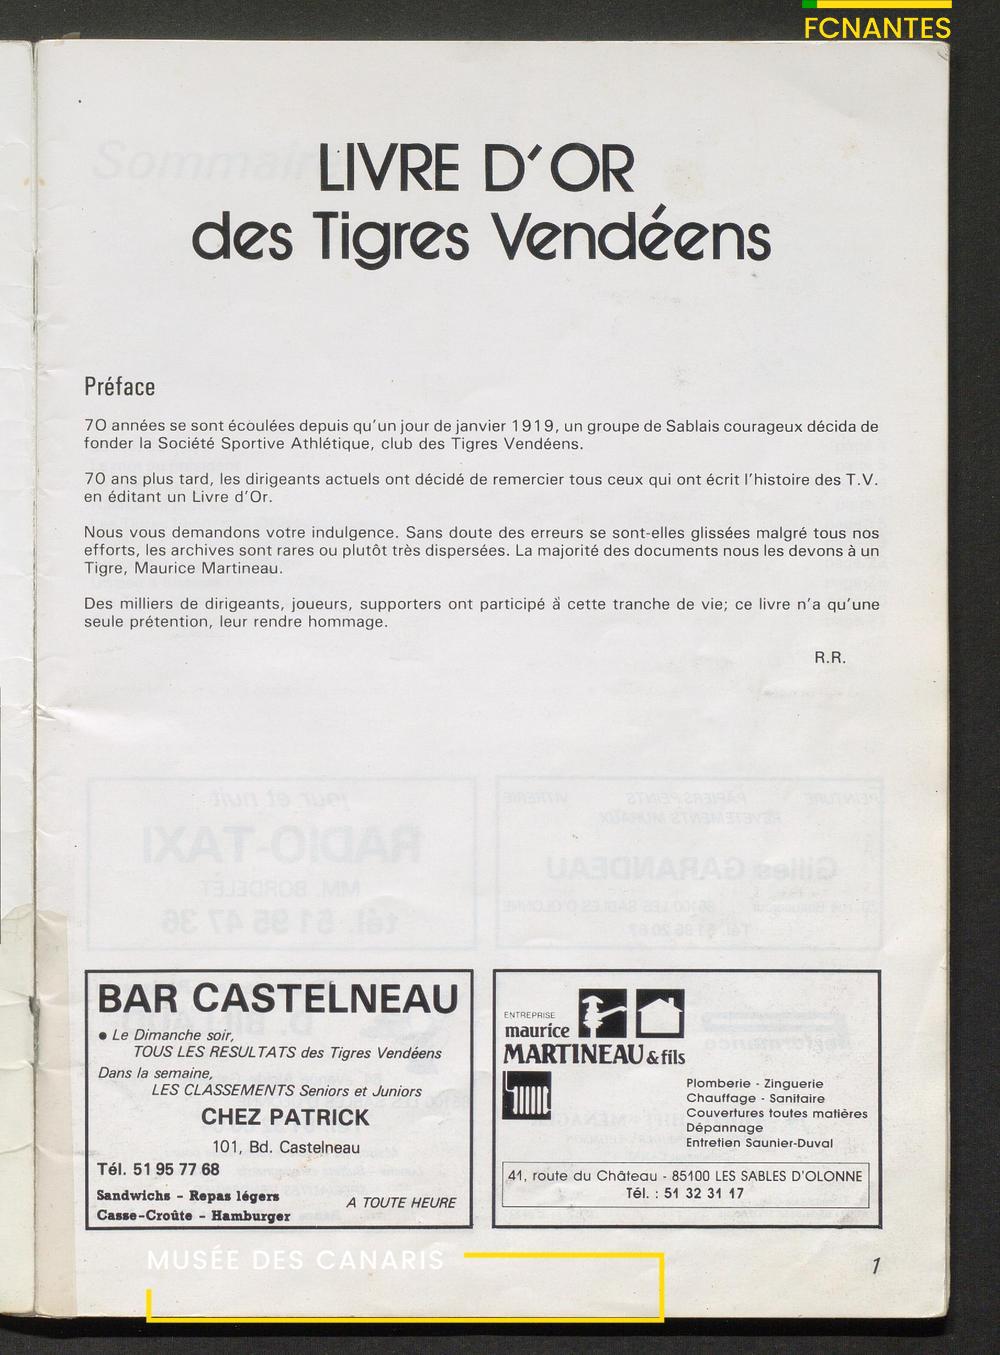 FCNANTES
LIVRE D'OR
des Tigres Vendéens
Préface
70 années se sont écoulées depuis qu'un jour de janvier 1919, un groupe de Sablais courageux décida de
fonder la Société Sportive Athlétique, club des Tigres Vendéens.
70 ans plus tard, les dirigeants actuels ont décidé de remercier tous ceux qui ont écrit l'histoire des T.V.
en éditant un Livre d'Or.
Nous vous demandons votre indulgence. Sans doute des erreurs se sont-elles glissées malgré tous nos
efforts, les archives sont rares ou plutôt très dispersées. La majorité des documents nous les devons à un
Tigre, Maurice Martineau.
Des milliers de dirigeants, joueurs, supporters ont participé à cette tranche de vie; ce livre n'a qu'une
seule prétention, leur rendre hommage.
R.R.
BAR CASTELNEAU
● Le Dimanche soir,
TOUS LES RESULTATS des Tigres Vendéens
Dans la semaine,
LES CLASSEMENTS Seniors et Juniors
CHEZ PATRICK
101, Bd. Castelneau
Tél. 51 95 77 68
Sandwichs - Repas légers
Casse-Croûte - Hamburger
A TOUTE HEURE
ENTREPRISE
maurice
MARTINEAU & fils
Plomberie - Zinguerie
Chauffage - Sanitaire
Couvertures toutes matières
Dépannage
Entretien Saunier-Duval
41, route du Château - 85100 LES SABLES D'OLONNE
Tél. : 51 32 31 17
MUSÉE DES CANARIS
1